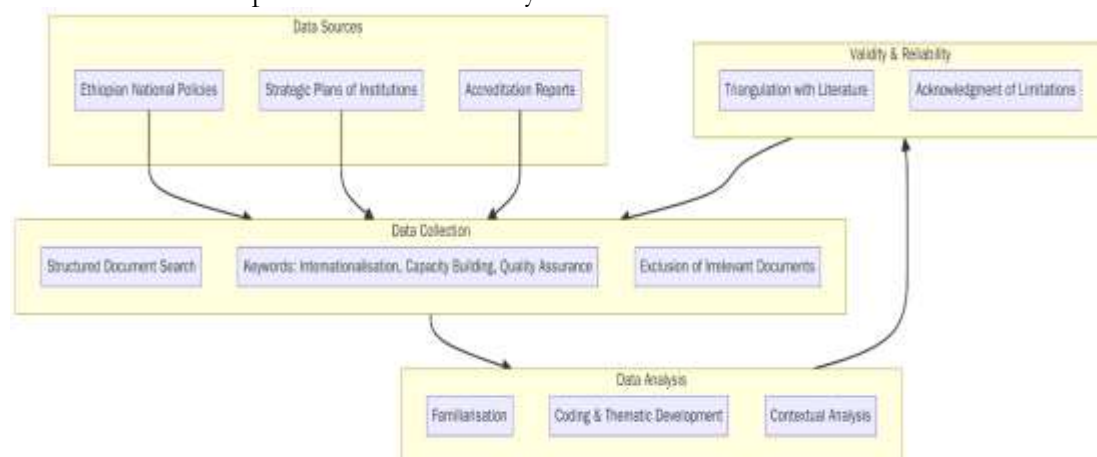 Data Sources
Ethiopian National Policies
Strategic Plans of Institutions
Accreditation Reports
Validity & Reliability
Triangulation with Literature
Acknowledgment of Limitations
Data Collection
Structured Document Search
Keywords: Internationalisation, Capacity Building, Quality Assurance
Exclusion of Irrelevant Documents
Data Analysis
Familiarisation
Coding & Thematic Development
Contextual Analysis